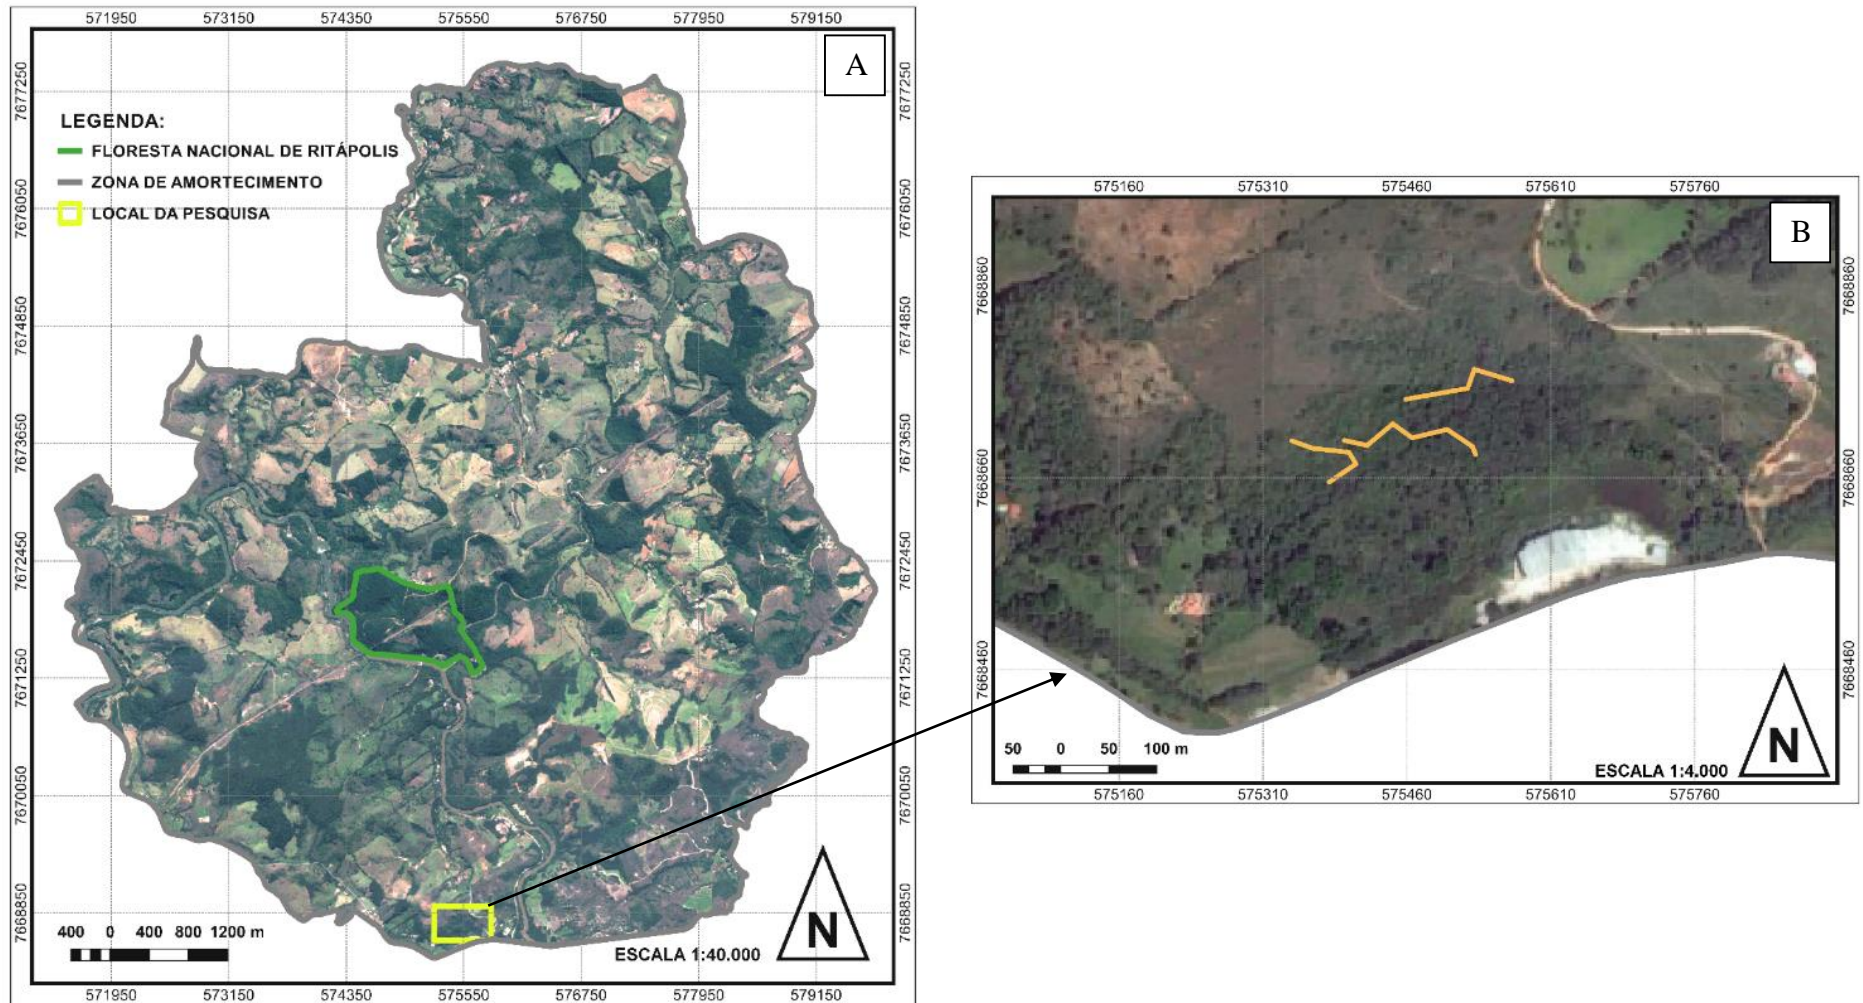 571950 573150 574350 575550 576750 577950 579150
A
7677250
7676050
7674850
7673650
7672450
7671250
7670050
7668850
LEGENDA:
FLORESTA NACIONAL DE RITÁPOLIS
ZONA DE AMORTECIMENTO
LOCAL DA PESQUISA
7677250
7676050
7674850
7673650
7672450
7671250
7670050
7668850
400 0 400 800 1200 m
ESCALA 1:40.000
N
571950 573150 574350 575550 576750 577950 579150
575160 575310 575460 575610 575760
B
7668860
7668660
7668460
7668860
7668660
7668460
50 0 50 100 m
ESCALA 1:4.000
N
575160 575310 575460 575610 575760